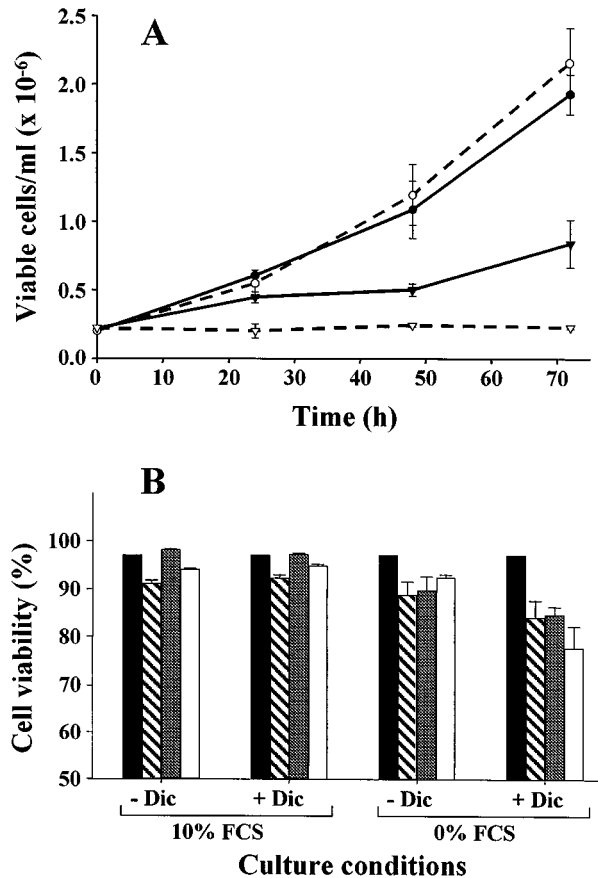 A
Viable cells/ml (x 10⁻⁶)
2.5
2.0
1.5
1.0
0.5
0.0
0 10 20 30 40 50 60 70
Time (h)
B
Cell viability (%)
100
90
80
70
60
50
- Dic + Dic - Dic + Dic
10% FCS 0% FCS
Culture conditions